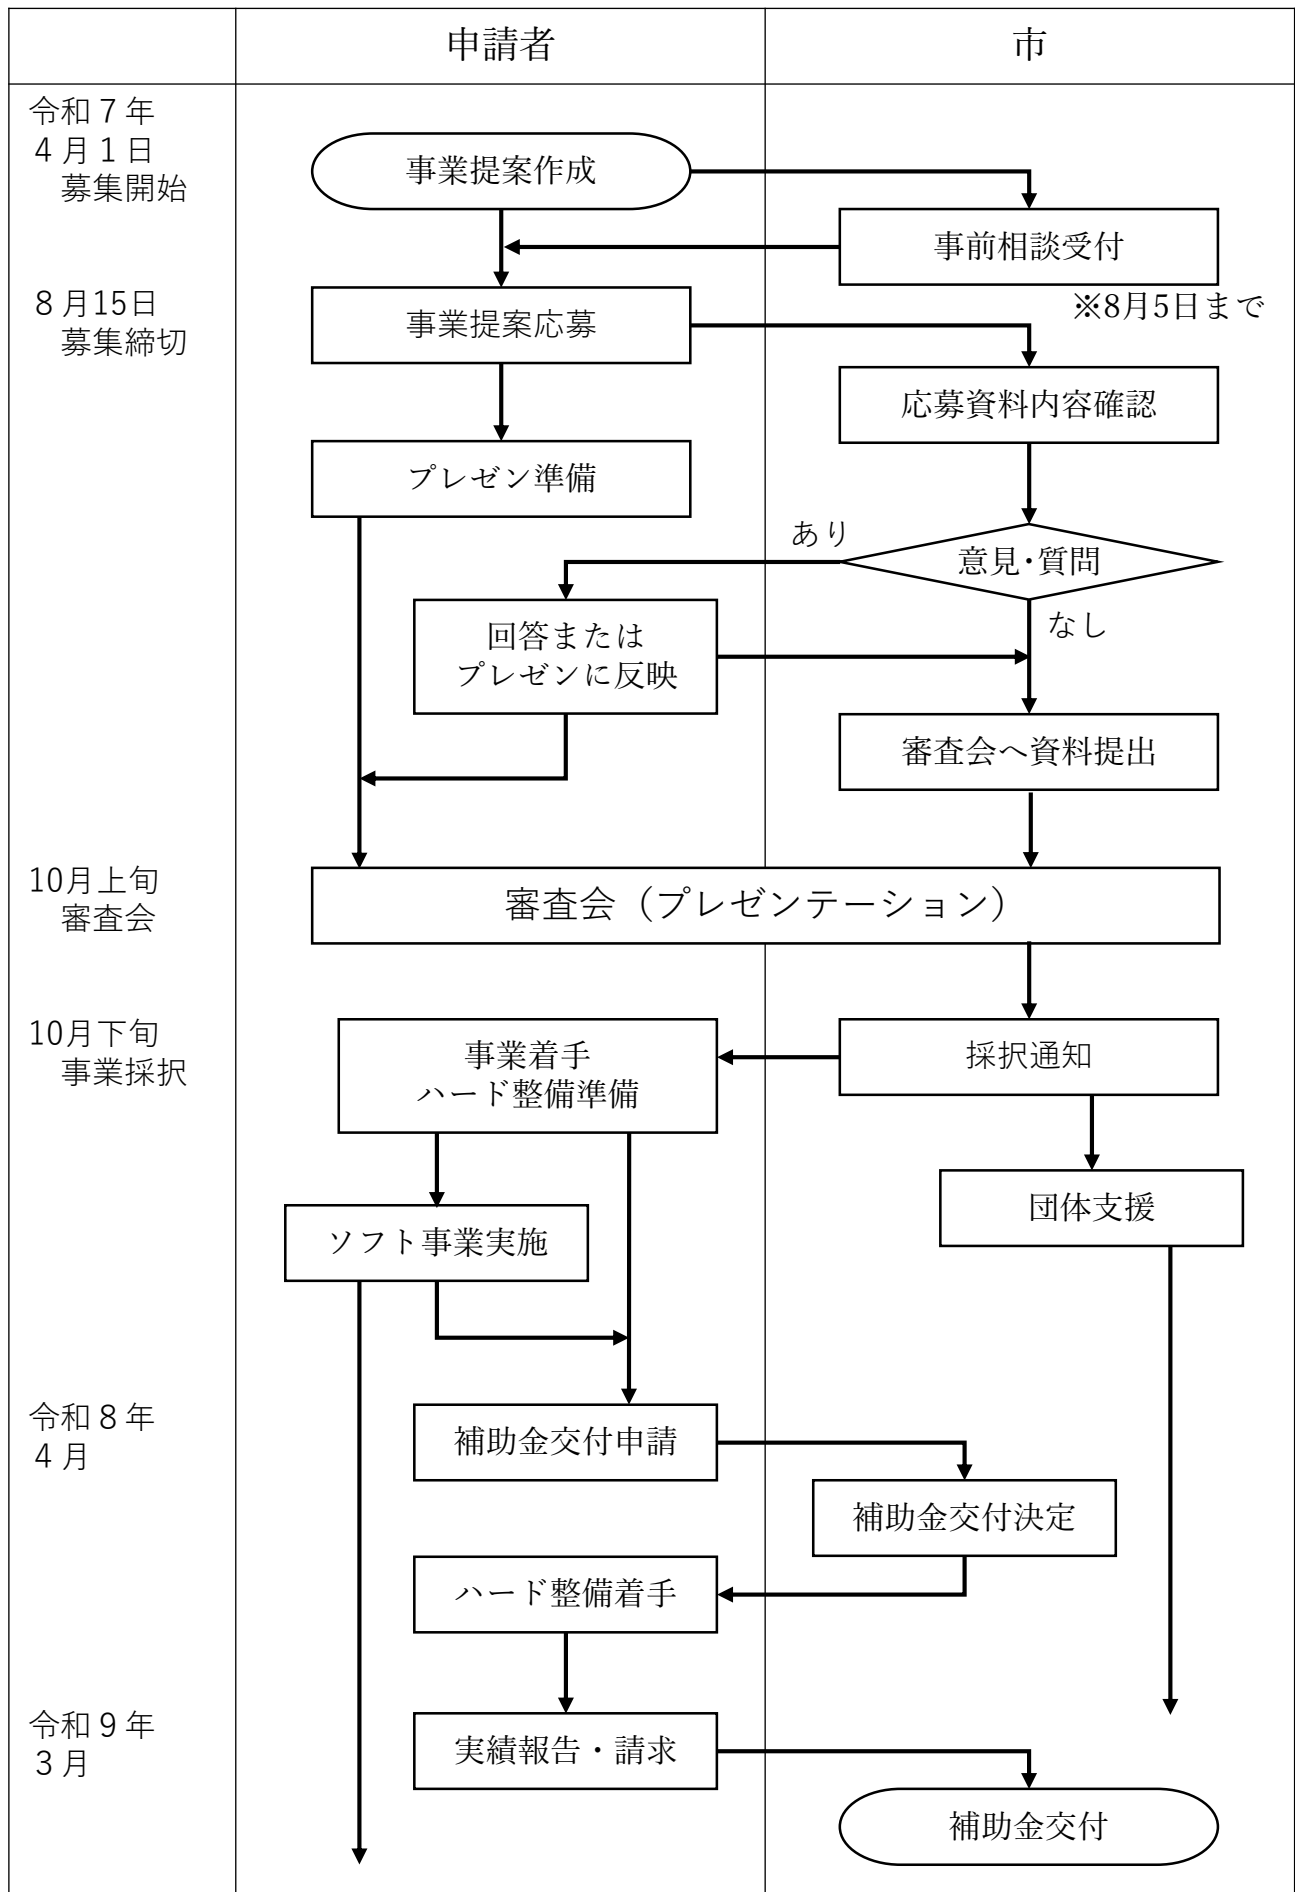 申請者
市
令和７年
４月１日
募集開始
事業提案作成
事前相談受付
※8月5日まで
８月15日
募集締切
事業提案応募
応募資料内容確認
プレゼン準備
あり
意見・質問
なし
回答または
プレゼンに反映
審査会へ資料提出
10月上旬
審査会
審査会（プレゼンテーション）
10月下旬
事業採択
事業着手
ハード整備準備
採択通知
団体支援
ソフト事業実施
令和８年
４月
補助金交付申請
補助金交付決定
ハード整備着手
令和９年
３月
実績報告・請求
補助金交付